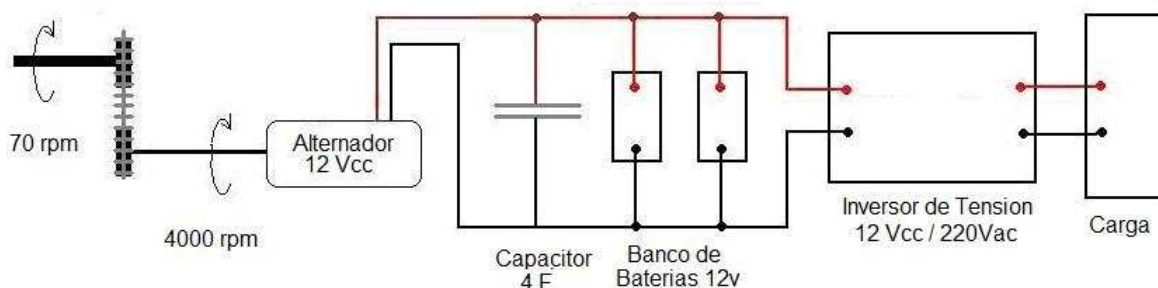 70 rpm
4000 rpm
Alternador
12 Vcc
Capacitor
4 F
Banco de
Baterias 12v
Inversor de Tension
12 Vcc / 220Vac
Carga